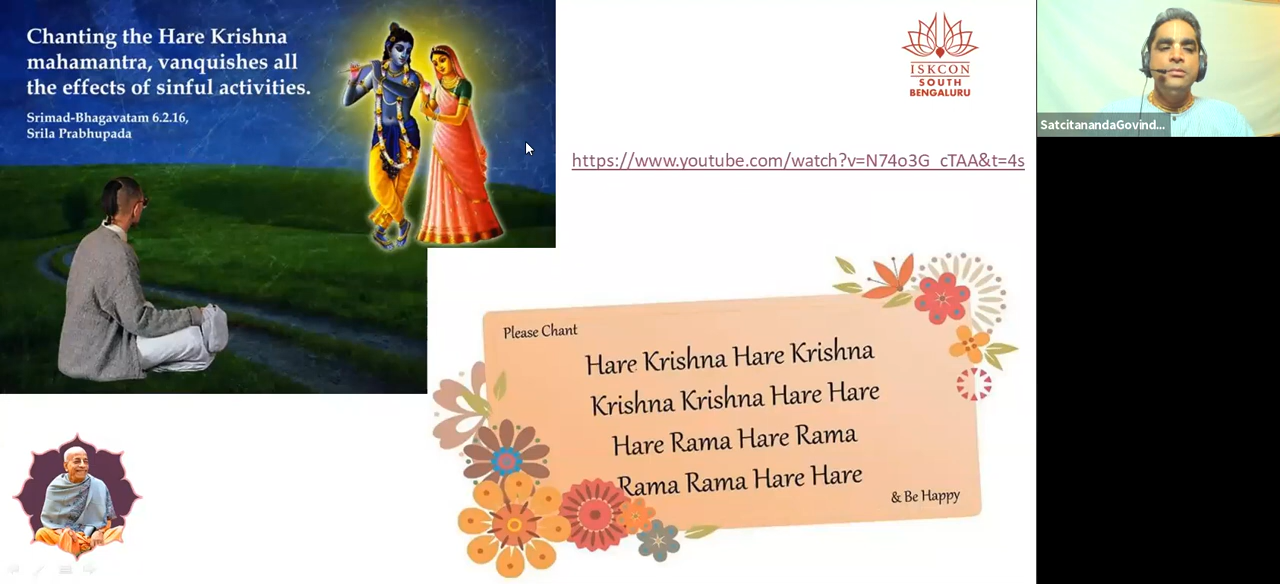 Chanting the Hare Krishna
mahamantra, vanquishes all
the effects of sinful activities.
Srimad-Bhagavatam 6.2.16,
Srila Prabhupada
ISKCON
SOUTH
BENGALURU
SatcitanandaGovind...
https://www.youtube.com/watch?v=N74o3G_cTAA&t=4s
Please Chant
Hare Krishna Hare Krishna
Krishna Krishna Hare Hare
Hare Rama Hare Rama
Rama Rama Hare Hare
& Be Happy